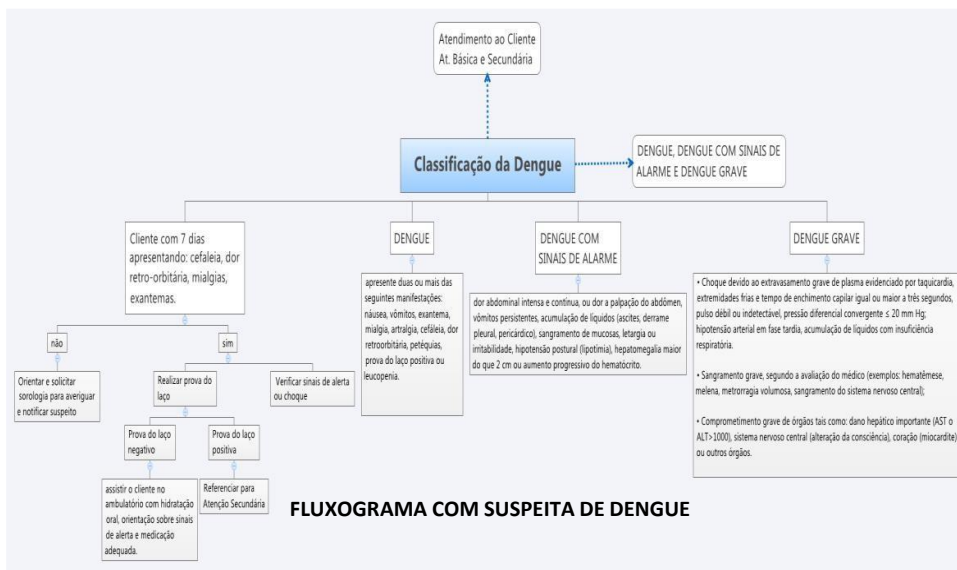 Atendimento ao Cliente
At. Básica e Secundária
Classificação da Dengue
DENGUE, DENGUE COM SINAIS DE
ALARME E DENGUE GRAVE
Cliente com 7 dias
apresentando: cefaleia, dor
retro-orbitária, mialgias,
exantemas.
não
sim
Orientar e solicitar
sorologia para averiguar
e notificar suspeito
Realizar prova do
laço
Verificar sinais de alerta
ou choque
Prova do laço
negativo
Prova do laço
positiva
assistir o cliente no
ambulatório com hidratação
oral, orientação sobre sinais
de alerta e medicação
adequada.
Referenciar para
Atenção Secundária
DENGUE
apresente duas ou mais das
seguintes manifestações:
náusea, vômitos, exantema,
mialgia, artralgia, cefáleia, dor
retroorbitária, petéquias,
prova do laço positiva ou
leucopenia.
DENGUE COM
SINAIS DE ALARME
dor abdominal intensa e contínua, ou dor a palpação do abdômen,
vômitos persistentes, acumulação de líquidos (ascites, derrame
pleural, pericárdico), sangramento de mucosas, letargia ou
irritabilidade, hipotensão postural (lipotímia), hepatomegalia maior
do que 2 cm ou aumento progressivo do hematócrito.
DENGUE GRAVE
• Choque devido ao extravasamento grave de plasma evidenciado por taquicardia,
extremidades frias e tempo de enchimento capilar igual ou maior a três segundos,
pulso débil ou indetectável, pressão diferencial convergente ≤ 20 mm Hg;
hipotensão arterial em fase tardia, acumulação de líquidos com insuficiência
respiratória.
• Sangramento grave, segundo a avaliação do médico (exemplos: hematêmese,
melena, metrorragia volumosa, sangramento do sistema nervoso central);
• Comprometimento grave de órgãos tais como: dano hepático importante (AST o
ALT>1000), sistema nervoso central (alteração da consciência), coração (miocardite)
ou outros órgãos.
FLUXOGRAMA COM SUSPEITA DE DENGUE